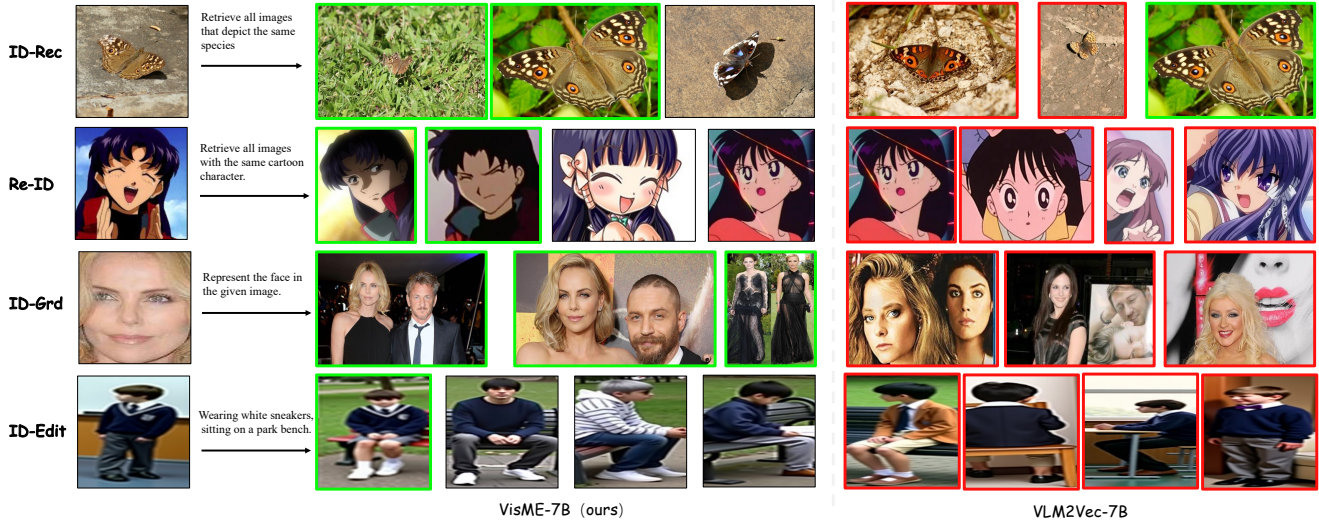 ID-Rec
Retrieve all images
that depict the same
species
Re-ID
Retrieve all images
with the same cartoon
character.
ID-Grd
Represent the face in
the given image.
ID-Edit
Wearing white sneakers,
sitting on a park bench.
VisME-7B (ours)
VLM2Vec-7B